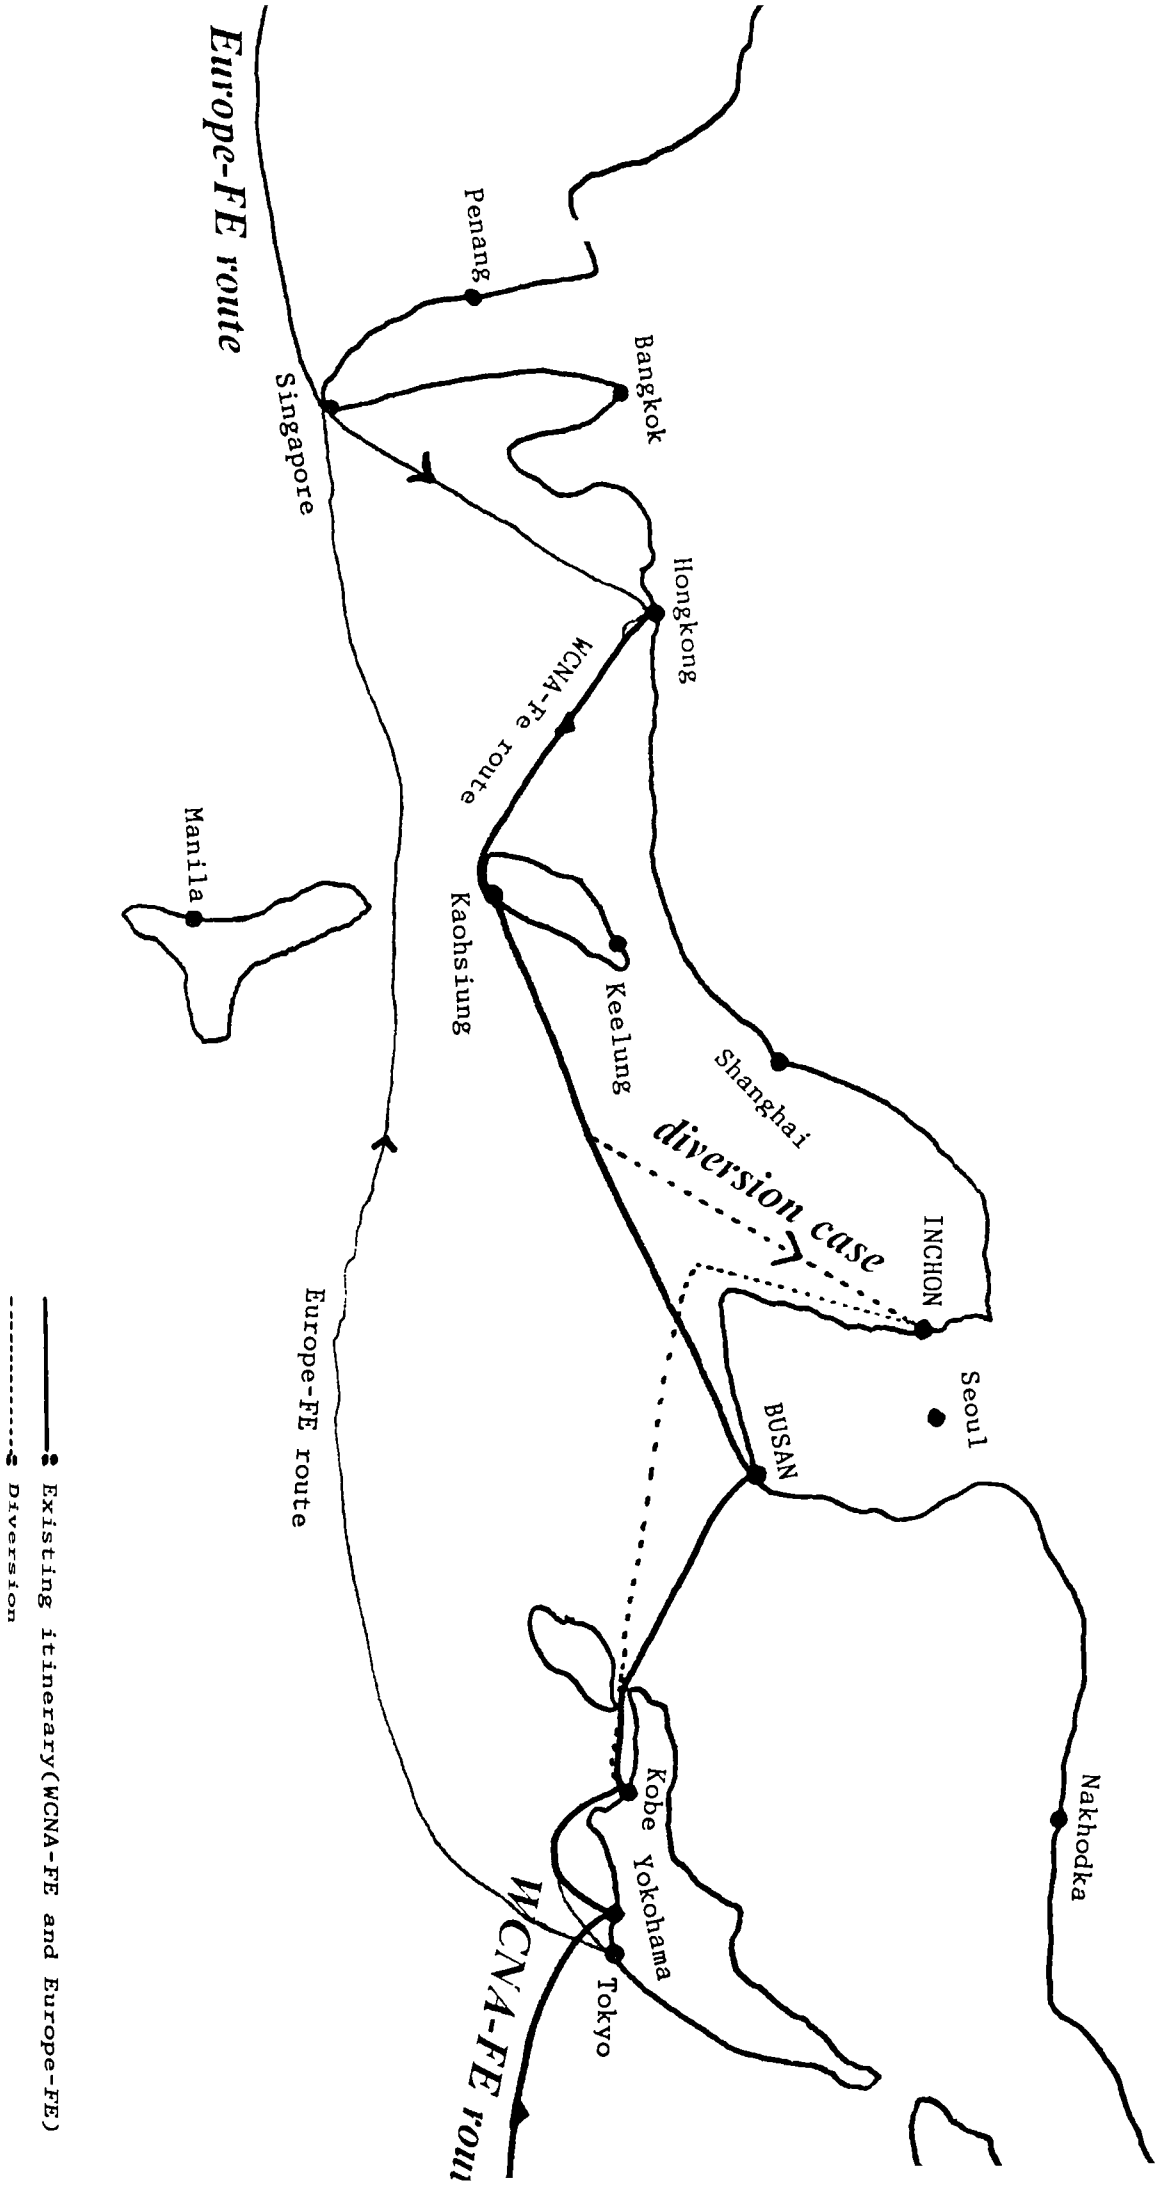 Europe-FE route
Penang
Singapore
Bangkok
Hongkong
WCNA-Fe route
Manila
Kaohsiung
Keelung
Shanghai
diversion case
INCHON
Seoul
BUSAN
Europe-FE route
Kobe
Yokohama
Tokyo
Nakhodka
WCNA-FE rou
: Existing itinerary(WCNA-FE and Europe-FE)
: Diversion